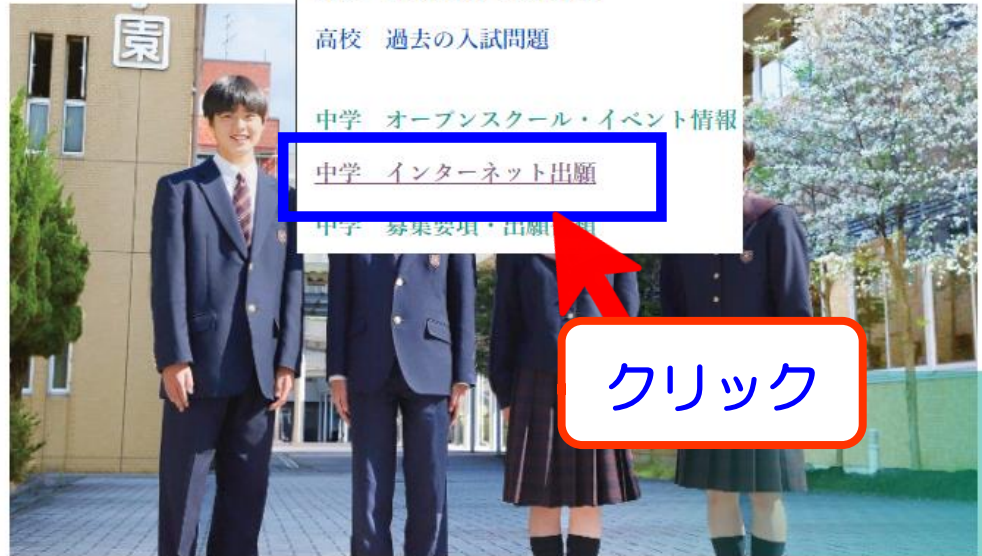 園
高校　過去の入試問題
中学　オープンスクール・イベント情報
中学　インターネット出願
中学　募集要項・出願
クリック